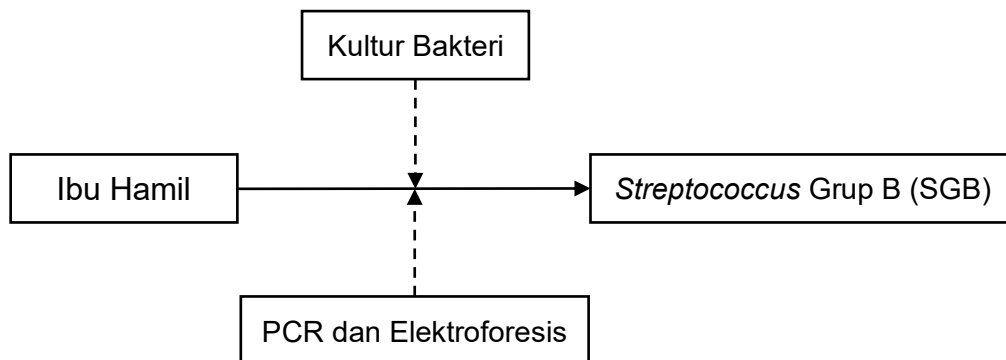 Kultur Bakteri
Ibu Hamil
Streptococcus Grup B (SGB)
PCR dan Elektroforesis